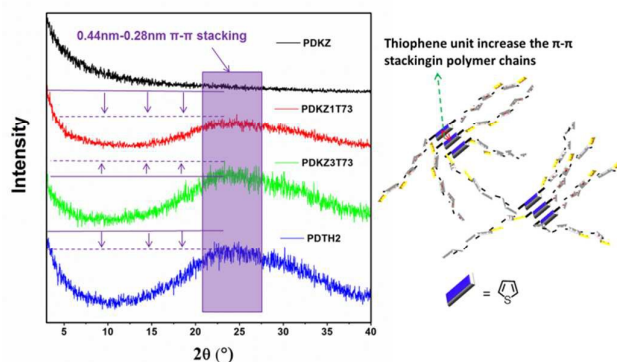 0.44nm-0.28nm π-π stacking
PDKZ
PDKZ1T73
PDKZ3T73
PDTH2
Intensity
5
10
15
20
25
30
35
40
2θ (°)
Thiophene unit increase the π-π
stackingin polymer chains
=
S